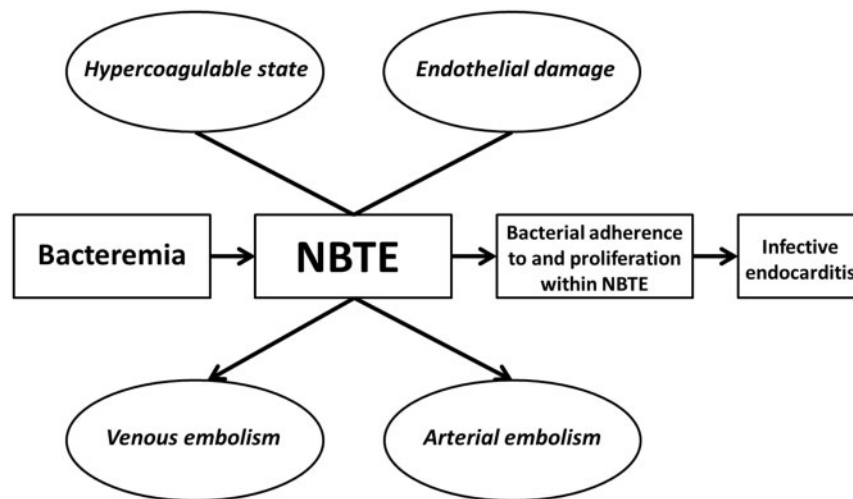 Hypercoagulable state
Endothelial damage
Bacteremia
NBTE
Bacterial adherence
to and proliferation
within NBTE
Infective
endocarditis
Venous embolism
Arterial embolism